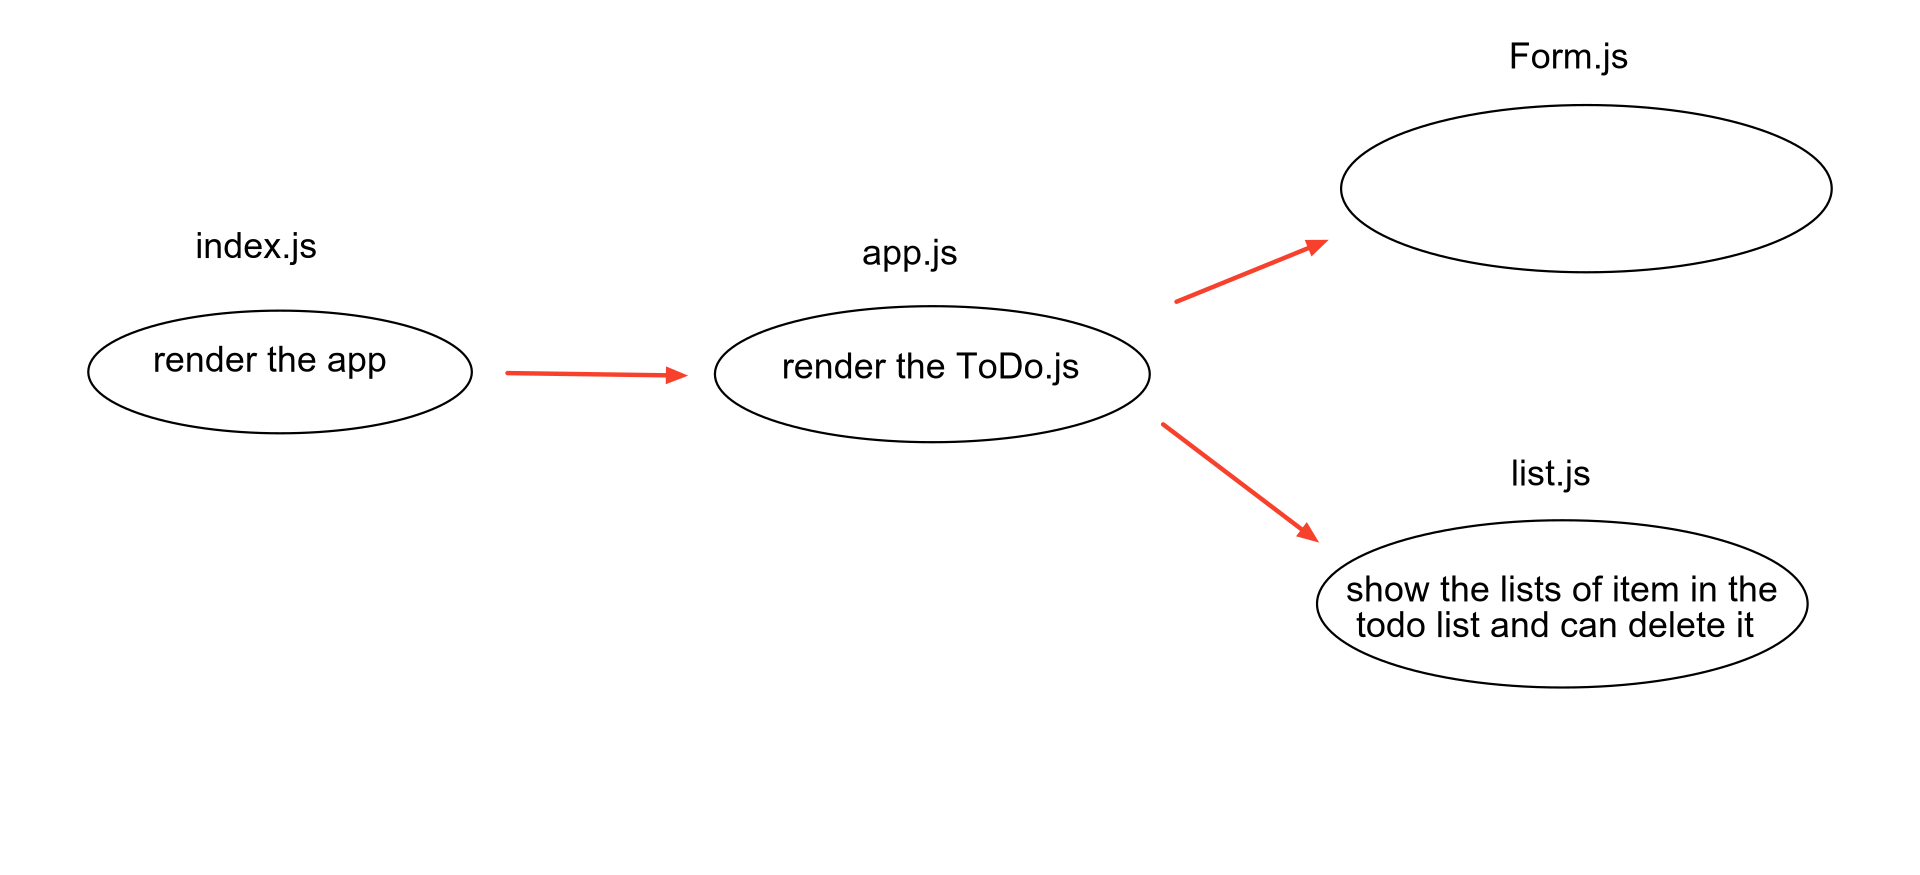 Form.js
index.js
app.js
render the app
render the ToDo.js
list.js
show the lists of item in the
todo list and can delete it